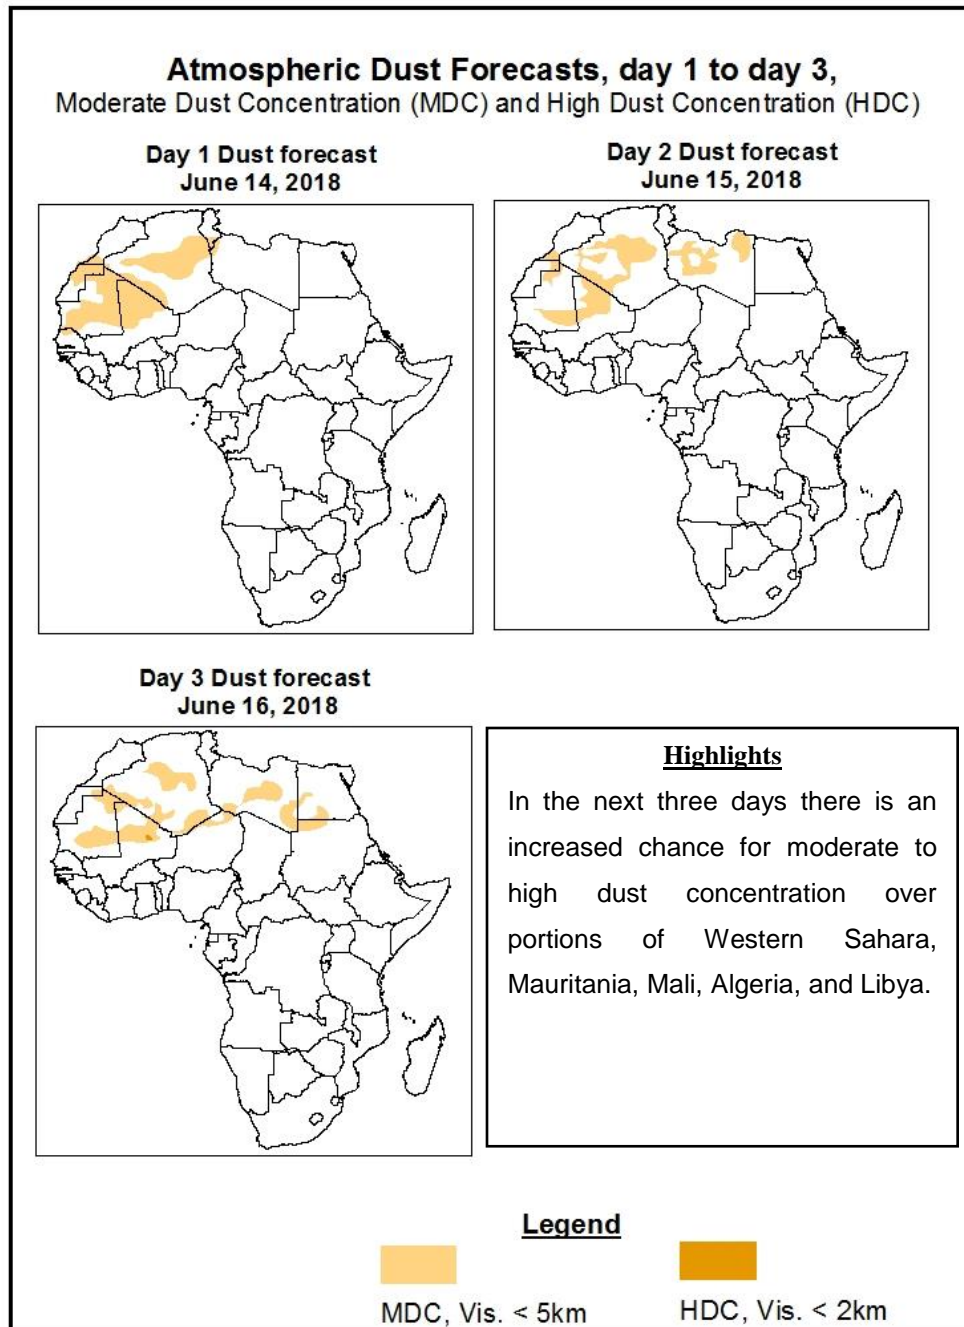 Atmospheric Dust Forecasts, day 1 to day 3,
Moderate Dust Concentration (MDC) and High Dust Concentration (HDC)
Day 1 Dust forecast
June 14, 2018
Day 2 Dust forecast
June 15, 2018
Day 3 Dust forecast
June 16, 2018
Highlights
In the next three days there is an
increased chance for moderate to
high dust concentration over
portions of Western Sahara,
Mauritania, Mali, Algeria, and Libya.
Legend
MDC, Vis. < 5km
HDC, Vis. < 2km